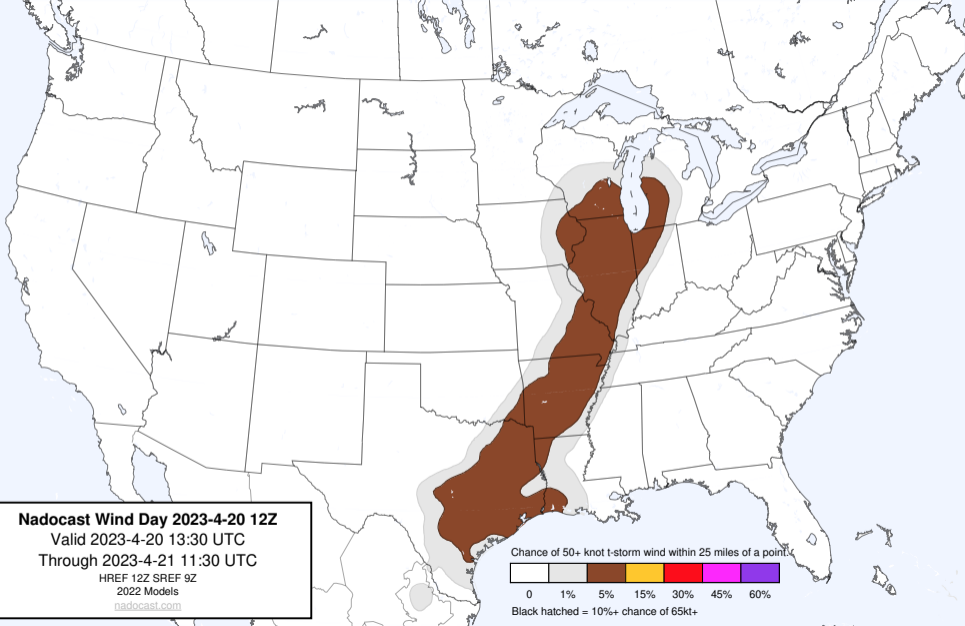 Nadocast Wind Day 2023-4-20 12Z
Valid 2023-4-20 13:30 UTC
Through 2023-4-21 11:30 UTC
HREF 12Z SREF 9Z
2022 Models
nadocast.com
Chance of 50+ knot t-storm wind within 25 miles of a point.
0 1% 5% 15% 30% 45% 60%
Black hatched = 10%+ chance of 65kt+